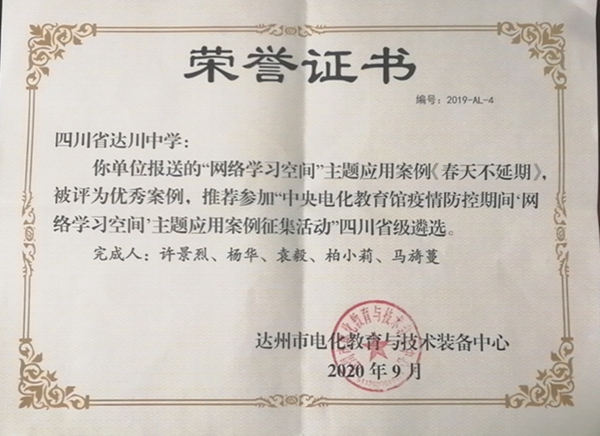 荣誉证书
编号：2019-AL-4
四川省达川中学：
你单位报送的“网络学习空间”主题应用案例《春天不延期》，
被评为优秀案例，推荐参加“中央电化教育馆疫情防控期间‘网
络学习空间’主题应用案例征集活动”四川省级遴选。
完成人：许景烈、杨华、袁毅、柏小莉、马旖蔓
达州市电化教育与技术装备中心
2020 年 9 月